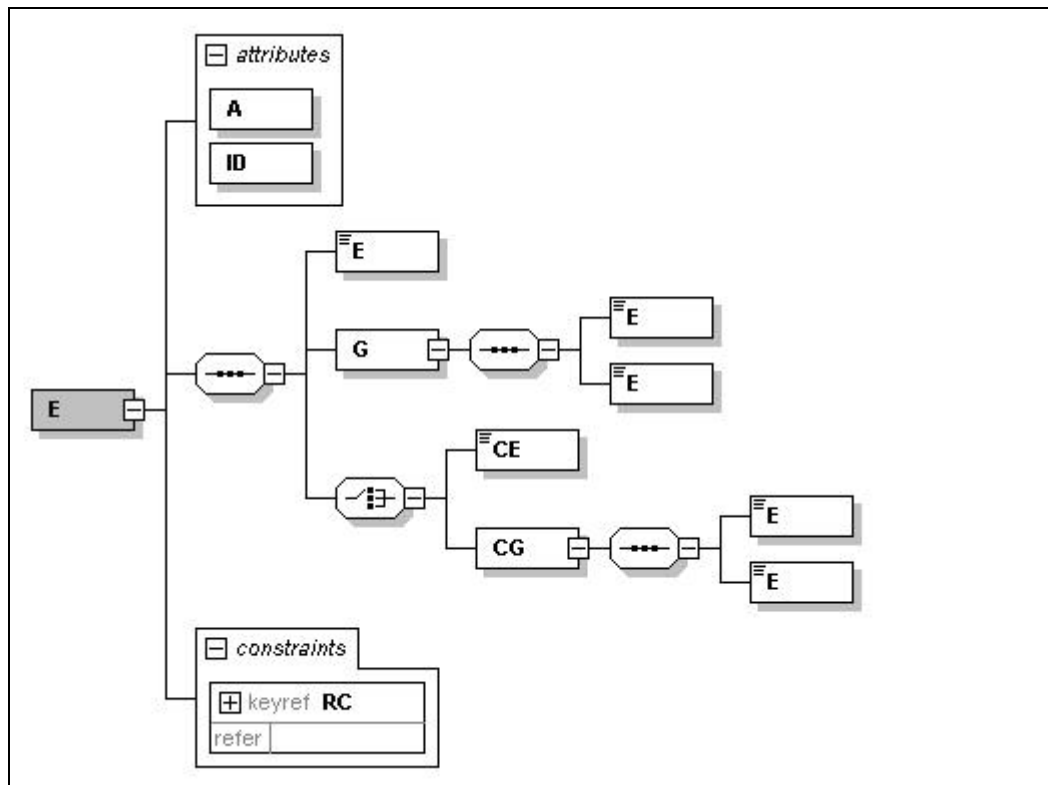 attributes
A
ID
E
G
E
E
E
CE
CG
E
E
constraints
keyref RC
refer